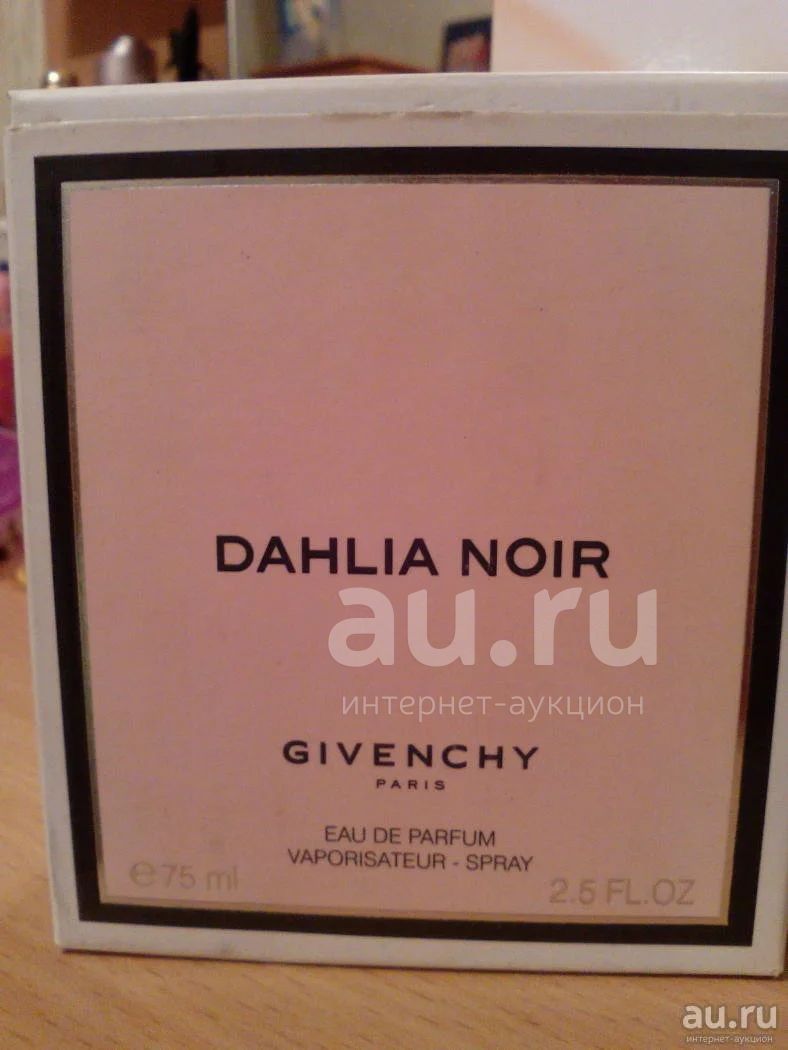 DAHLIA NOIR
au.ru
интернет-аукцион
GIVENCHY
PARIS
EAU DE PARFUM
VAPORISATEUR - SPRAY
℮75 ml
2.5 FL.OZ
au.ru
интернет-аукцион